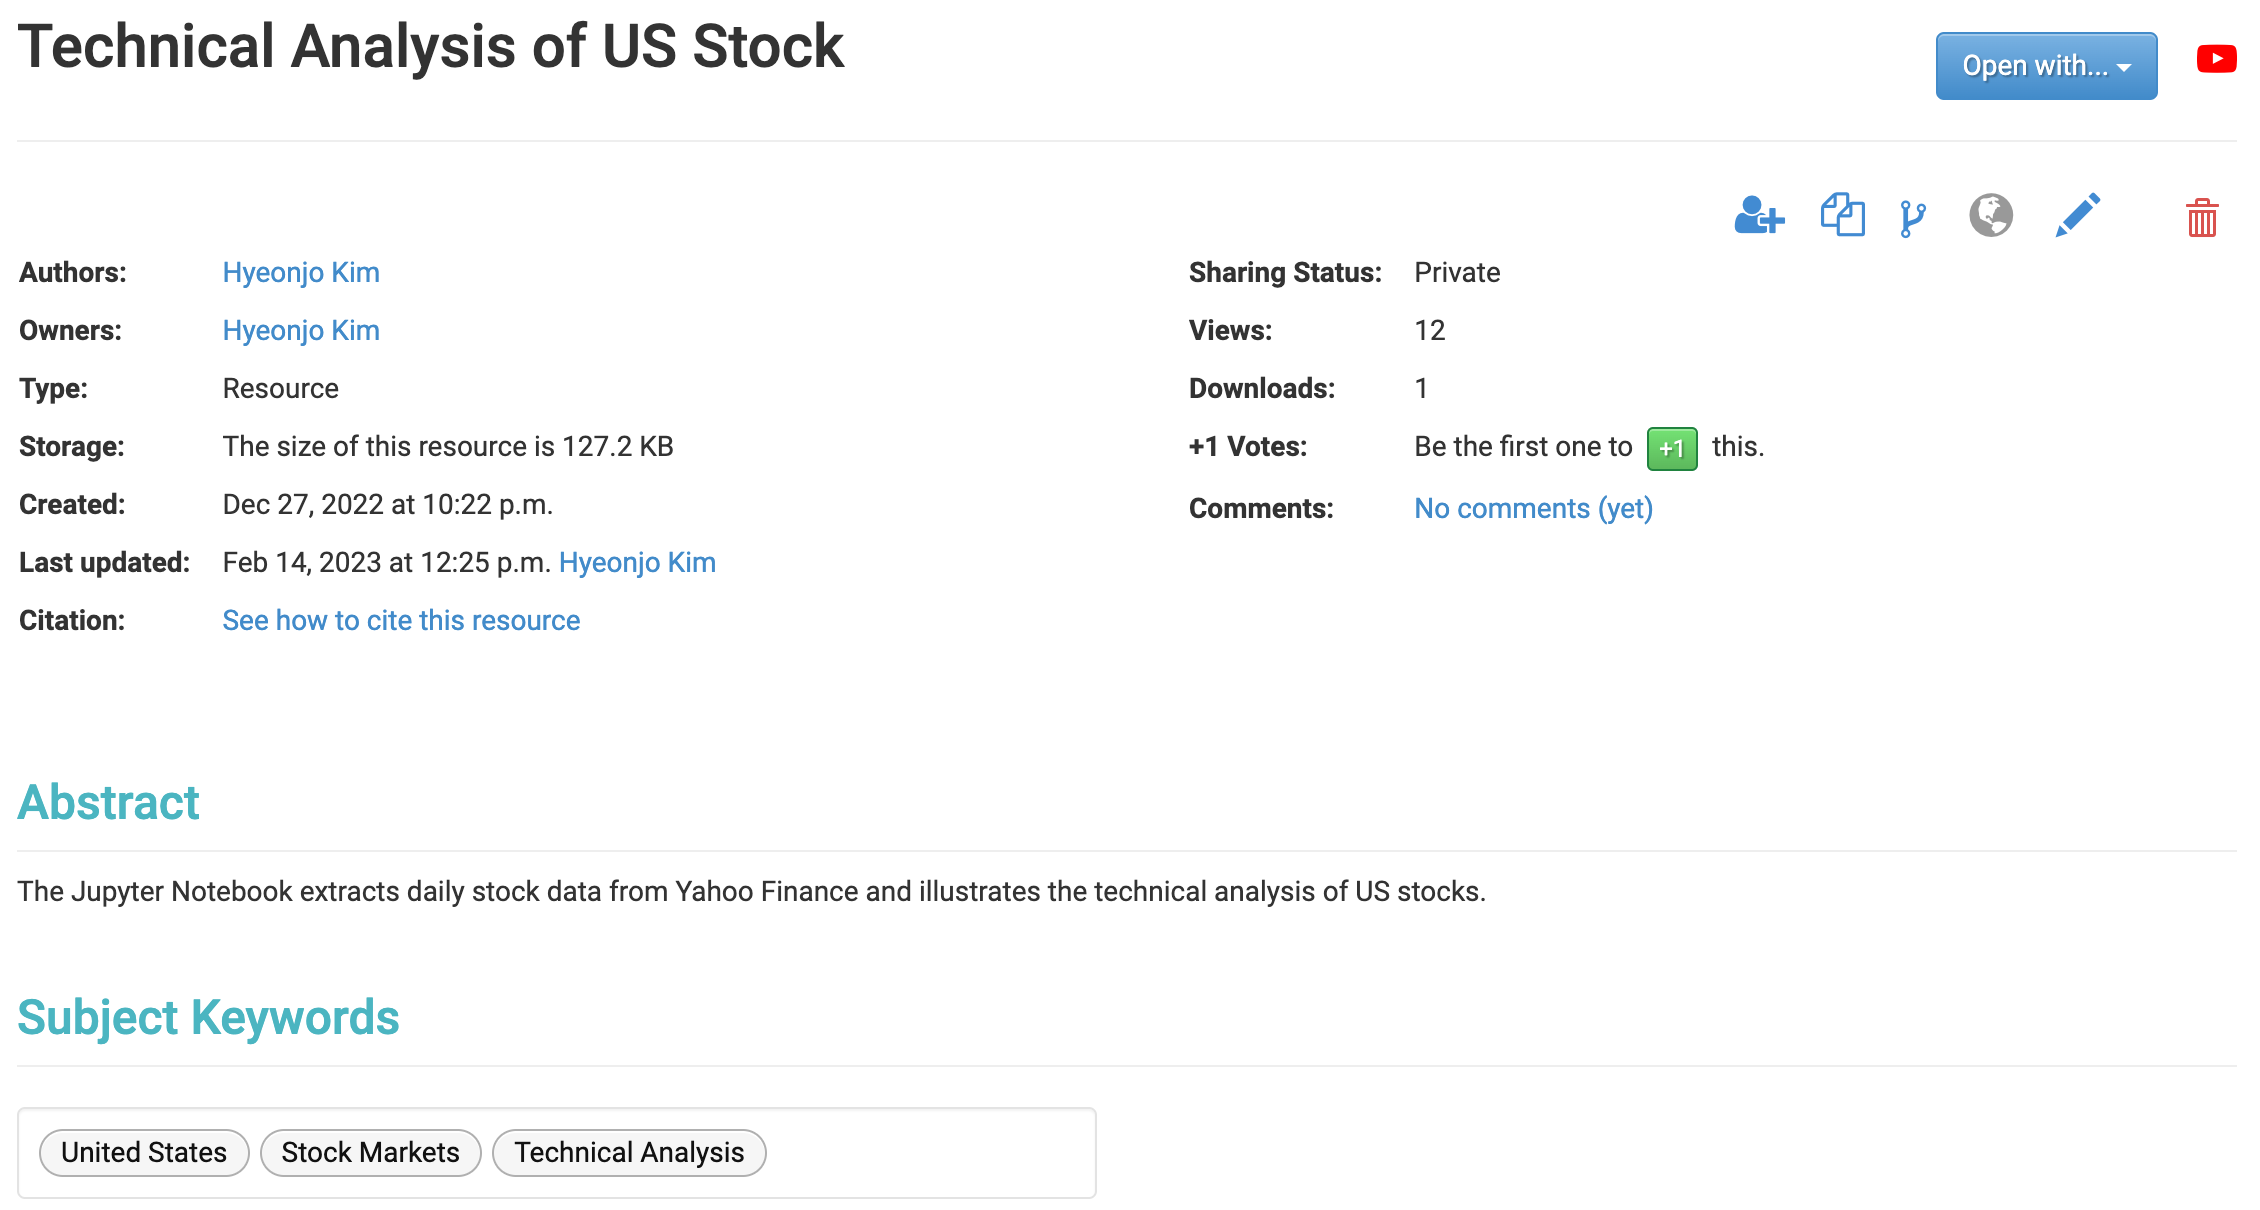 Technical Analysis of US Stock
Open with...
Authors: Hyeonjo Kim
Owners: Hyeonjo Kim
Type: Resource
Storage: The size of this resource is 127.2 KB
Created: Dec 27, 2022 at 10:22 p.m.
Last updated: Feb 14, 2023 at 12:25 p.m. Hyeonjo Kim
Citation: See how to cite this resource
Sharing Status: Private
Views: 12
Downloads: 1
+1 Votes: Be the first one to +1 this.
Comments: No comments (yet)
Abstract
The Jupyter Notebook extracts daily stock data from Yahoo Finance and illustrates the technical analysis of US stocks.
Subject Keywords
United States Stock Markets Technical Analysis